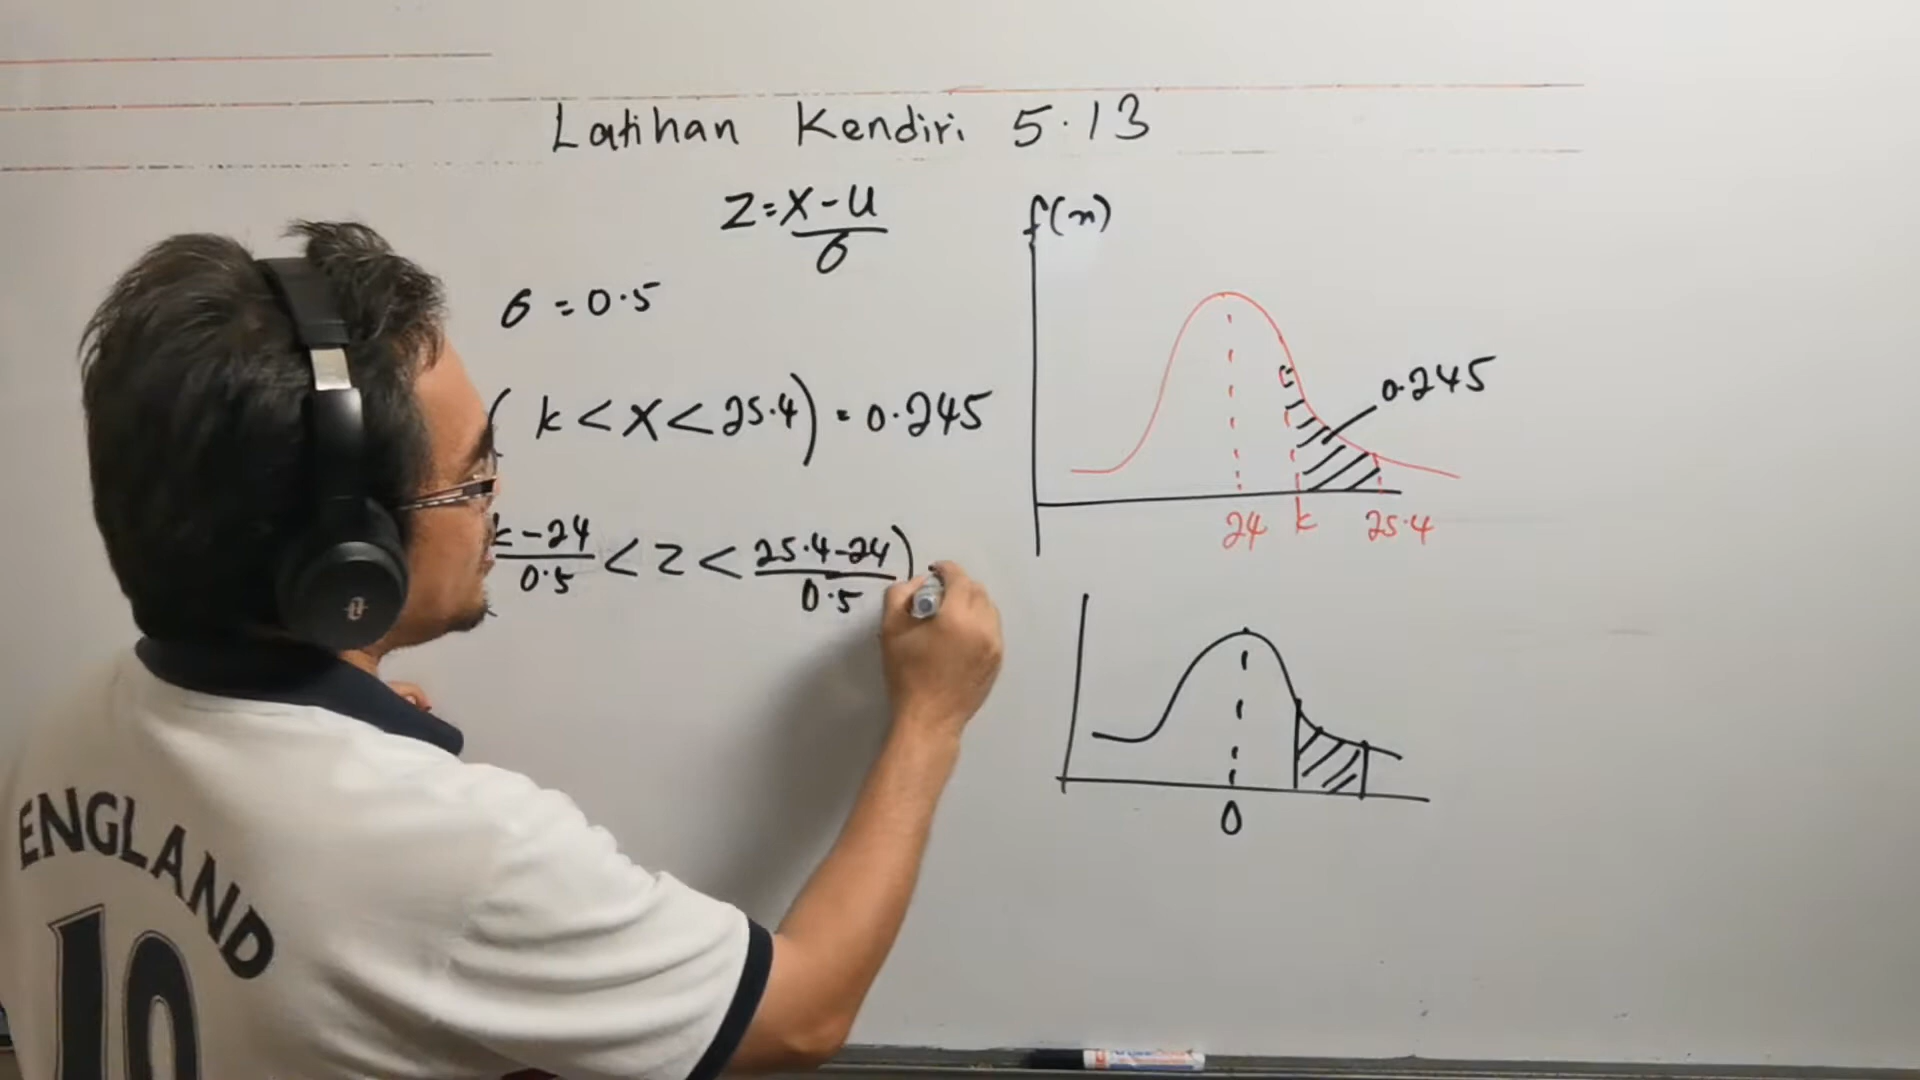 Latihan Kendiri 5.13
Z = X - U
σ
σ = 0.5
( k < X < 25.4) = 0.245
k - 24
0.5
< Z <
25.4 - 24
0.5
) =
f(x)
0.245
24 k 25.4
0
ENGLAND
10